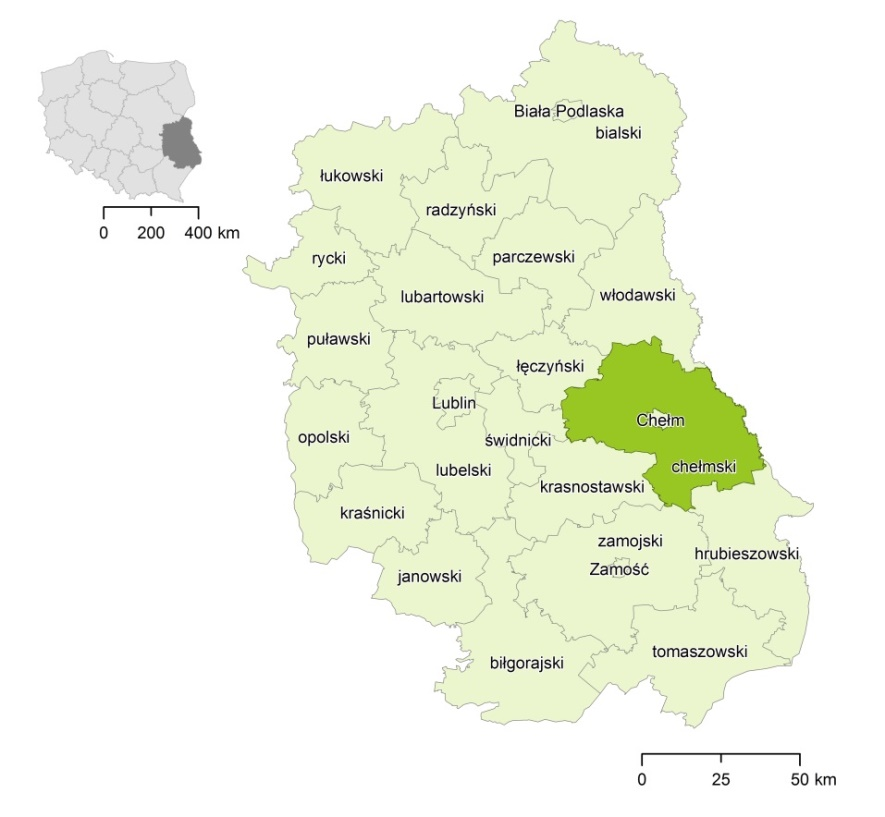 Biała Podlaska
bialski
łukowski
radzyński
0 200 400 km
rycki
parczewski
lubartowski
włodawski
puławski
łęczyński
Lublin
Chełm
opolski
świdnicki
lubelski
chełmski
krasnostawski
kraśnicki
zamojski
hrubieszowski
Zamość
janowski
tomaszowski
biłgorajski
0 25 50 km